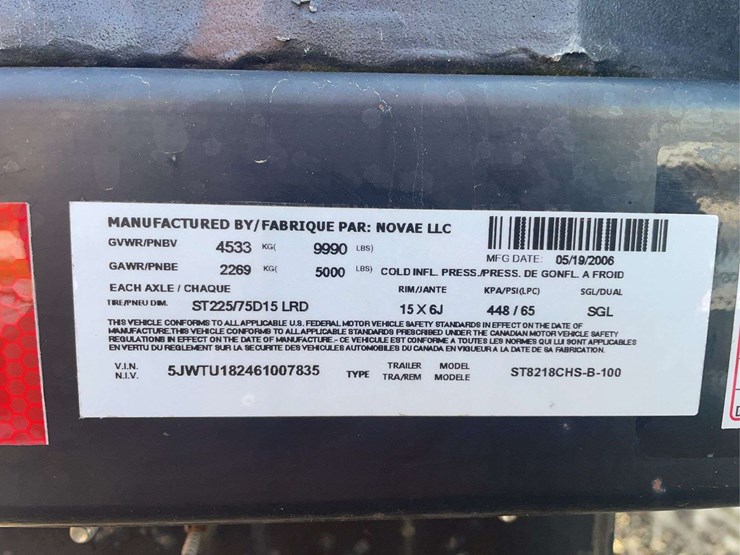 MANUFACTURED BY/FABRIQUE PAR: NOVAE LLC
GVWR/PNBV 4533 KG( 9990 LBS)
MFG DATE: 05/19/2006
GAWR/PNBE 2269 KG( 5000 LBS) COLD INFL. PRESS./PRESS. DE GONFL. A FROID
EACH AXLE / CHAQUE RIM/JANTE KPA/PSI(LPC) SGL/DUAL
TIRE/PNEU DIM. ST225/75D15 LRD 15 X 6J 448 / 65 SGL
THIS VEHICLE CONFORMS TO ALL APPLICABLE U.S. FEDERAL MOTOR VEHICLE SAFETY STANDARDS IN EFFECT ON THE DATE OF
MANUFACTURE.THIS VEHICLE CONFORMS TO ALL APPLICABLE STANDARDS PRESCRIBED UNDER THE CANADIAN MOTOR VEHICLE SAFETY
REGULATIONS IN EFFECT ON THE DATE OF MANUFACTURE.- CE VEHICULE EST CONFORME A TOUTES LES NORMES QUI LUI SONT APPLICABLES
EN VERTU DU REGLEMENT SUR LA SECURITE DES VEHICULES AUTOMOBILES DU CANADA EN VIGUEUR A LA DATE DE SA FABRICATION.
V.I.N. 5JWTU182461007835 TYPE TRAILER MODEL ST8218CHS-B-100
N.I.V. TRA/REM MODELE